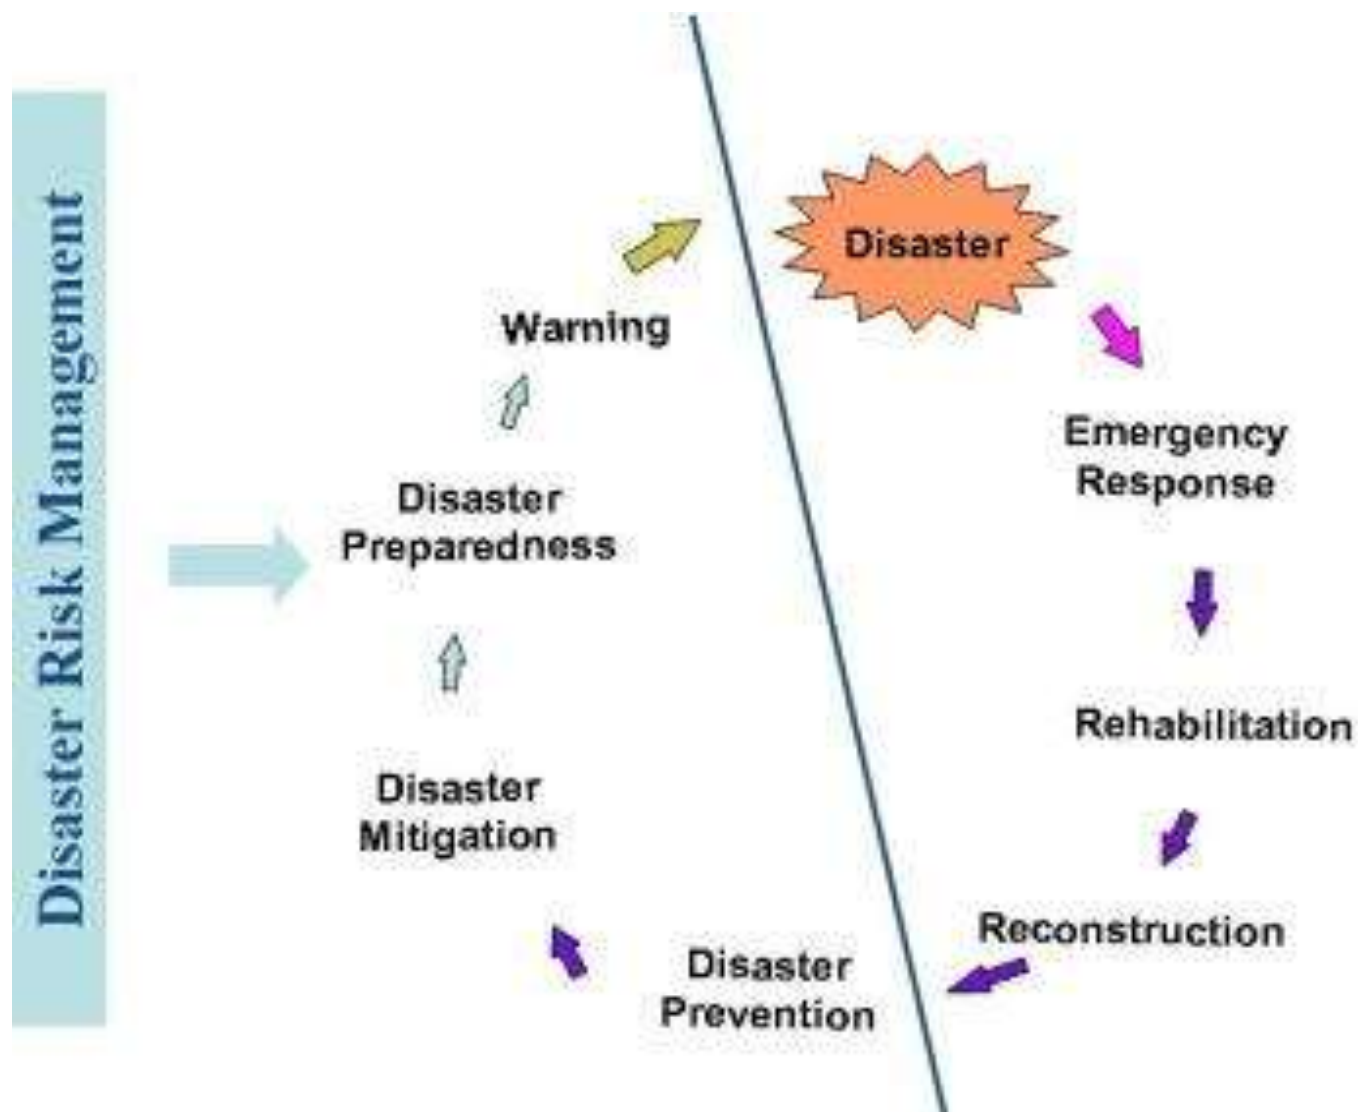 Disaster Risk Management
Disaster
Warning
Emergency
Response
Disaster
Preparedness
Rehabilitation
Disaster
Mitigation
Reconstruction
Disaster
Prevention